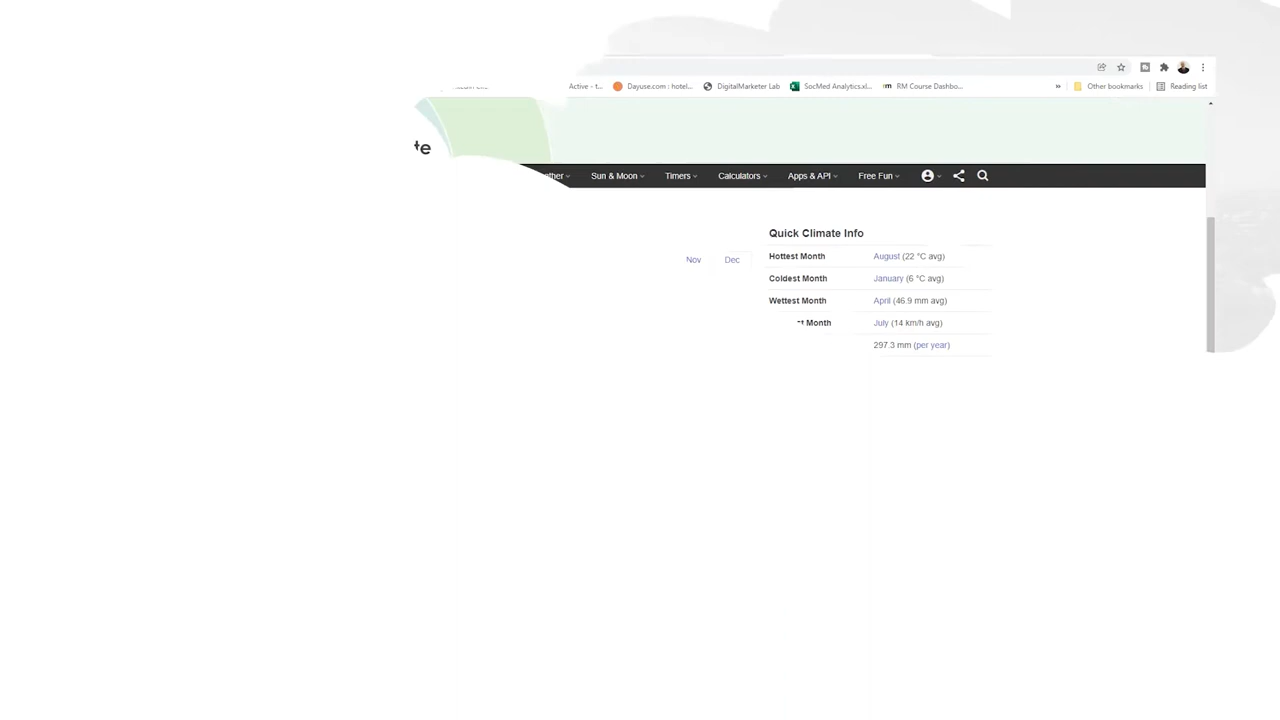 Active - t...
Dayuse.com : hotel...
DigitalMarketer Lab
SocMed Analytics.xl...
RM Course Dashbo...
»
Other bookmarks
Reading list
Sun & Moon
Timers
Calculators
Apps & API
Free Fun
Quick Climate Info
Nov Dec
Hottest Month August (22 °C avg)
Coldest Month January (6 °C avg)
Wettest Month April (46.9 mm avg)
Month July (14 km/h avg)
297.3 mm (per year)